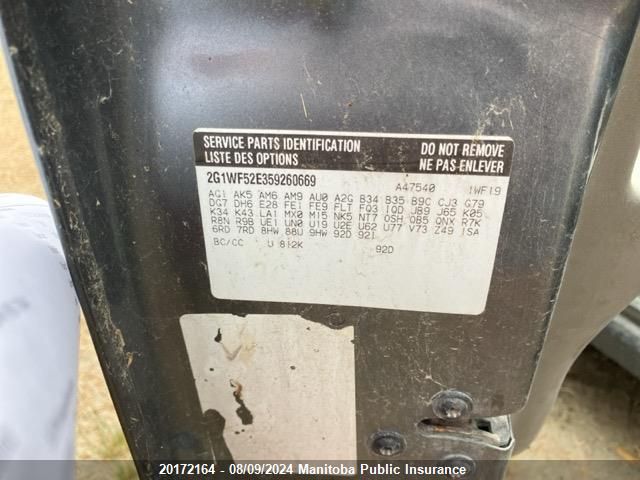 SERVICE PARTS IDENTIFICATION DO NOT REMOVE
LISTE DES OPTIONS NE PAS ENLEVER
2G1WF52E359260669 A47540 1WF19
AG1 AK5 AM6 AM9 AU0 A2G B34 B35 B9C CJ3 G79
DG7 DH6 E28 FE1 FE9 FLT FQ3 IQD J89 J65 K05
K34 K43 LA1 MX0 M15 NK5 NT7 OSH QB5 QNX R7K
R8N R9B UE1 UN0 U19 U2E U62 U77 V73 Z49 1SA
6RD 7RD 8HW 88U 9HW 92D 92I
BC/CC U 812K 92D
20172164 - 08/09/2024 Manitoba Public Insurance